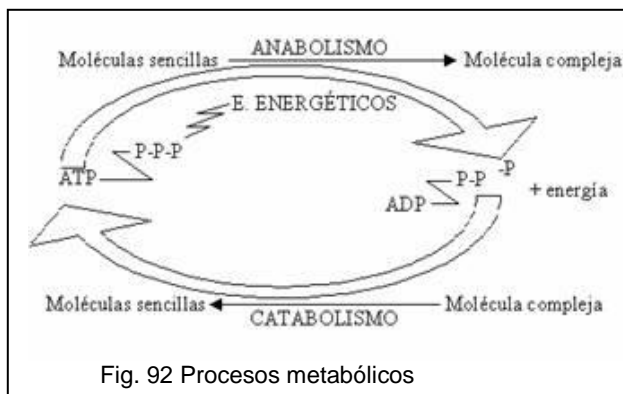 ANABOLISMO
Moléculas sencillas Molécula compleja
E. ENERGÉTICOS
P-P-P
ATP
P-P -P
ADP + energía
Moléculas sencillas Molécula compleja
CATABOLISMO
Fig. 92 Procesos metabólicos